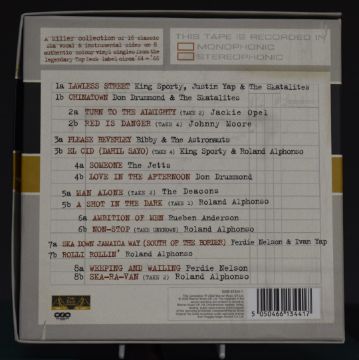 A killer collection of 16 classic
ska vocal & instrumental sides on 8
authentic colour vinyl singles from the
legendary Top Deck label circa '64 - '66
THIS TAPE IS RECORDED IN
MONOPHONIC
STEREOPHONIC
1a LAWLESS STREET King Sporty, Justin Yap & The Skatalites
1b CHINATOWN Don Drummond & The Skatalites
2a TURN TO THE ALMIGHTY (TAKE 2) Jackie Opel
2b RED IS DANGER (TAKE 4) Johnny Moore
3a PLEASE BEVERLEY Bibby & The Astronauts
3b EL CID (DAHIL SAYO) (TAKE 4) King Sporty & Roland Alphonso
4a SOMEONE The Jetts
4b LOVE IN THE AFTERNOON Don Drummond
5a MAN ALONE (TAKE 2) The Deacons
5b A SHOT IN THE DARK (TAKE 1) Roland Alphonso
6a AMBITION OF MEN Rueben Anderson
6b NON-STOP (TAKE UNKNOWN) Roland Alphonso
7a SKA DOWN JAMAICA WAY (SOUTH OF THE BORDER) Ferdie Nelson & Ivan Yap
7b ROLLI ROLLIN' Roland Alphonso
8a WEEPING AND WAILING Ferdie Nelson
8b SKA-RA-VAN (TAKE 2) Roland Alphonso
5 050466 134417